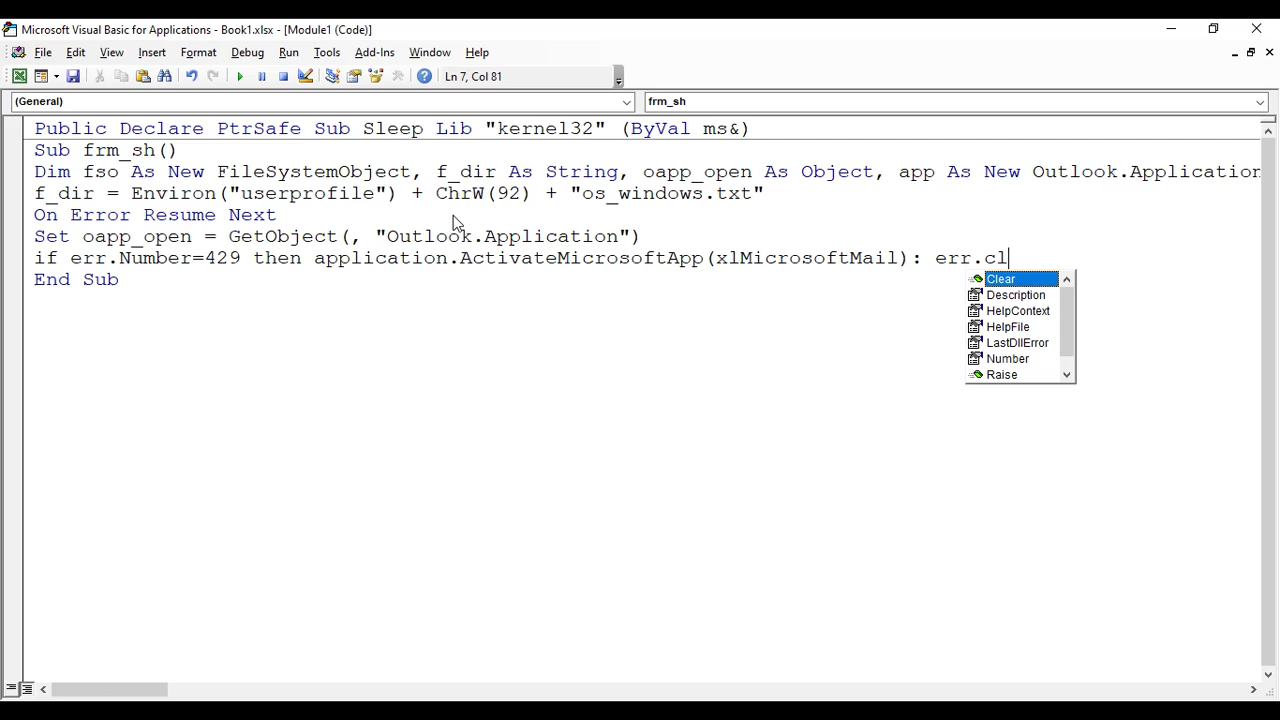 Microsoft Visual Basic for Applications - Book1.xlsx - [Module1 (Code)]
File Edit View Insert Format Debug Run Tools Add-Ins Window Help
Ln 7, Col 81
(General) frm_sh
Public Declare PtrSafe Sub Sleep Lib "kernel32" (ByVal ms&)
Sub frm_sh()
Dim fso As New FileSystemObject, f_dir As String, oapp_open As Object, app As New Outlook.Application
f_dir = Environ("userprofile") + ChrW(92) + "os_windows.txt"
On Error Resume Next
Set oapp_open = GetObject(, "Outlook.Application")
if err.Number=429 then application.ActivateMicrosoftApp(xlMicrosoftMail): err.cl
End Sub
Clear
Description
HelpContext
HelpFile
LastDllError
Number
Raise